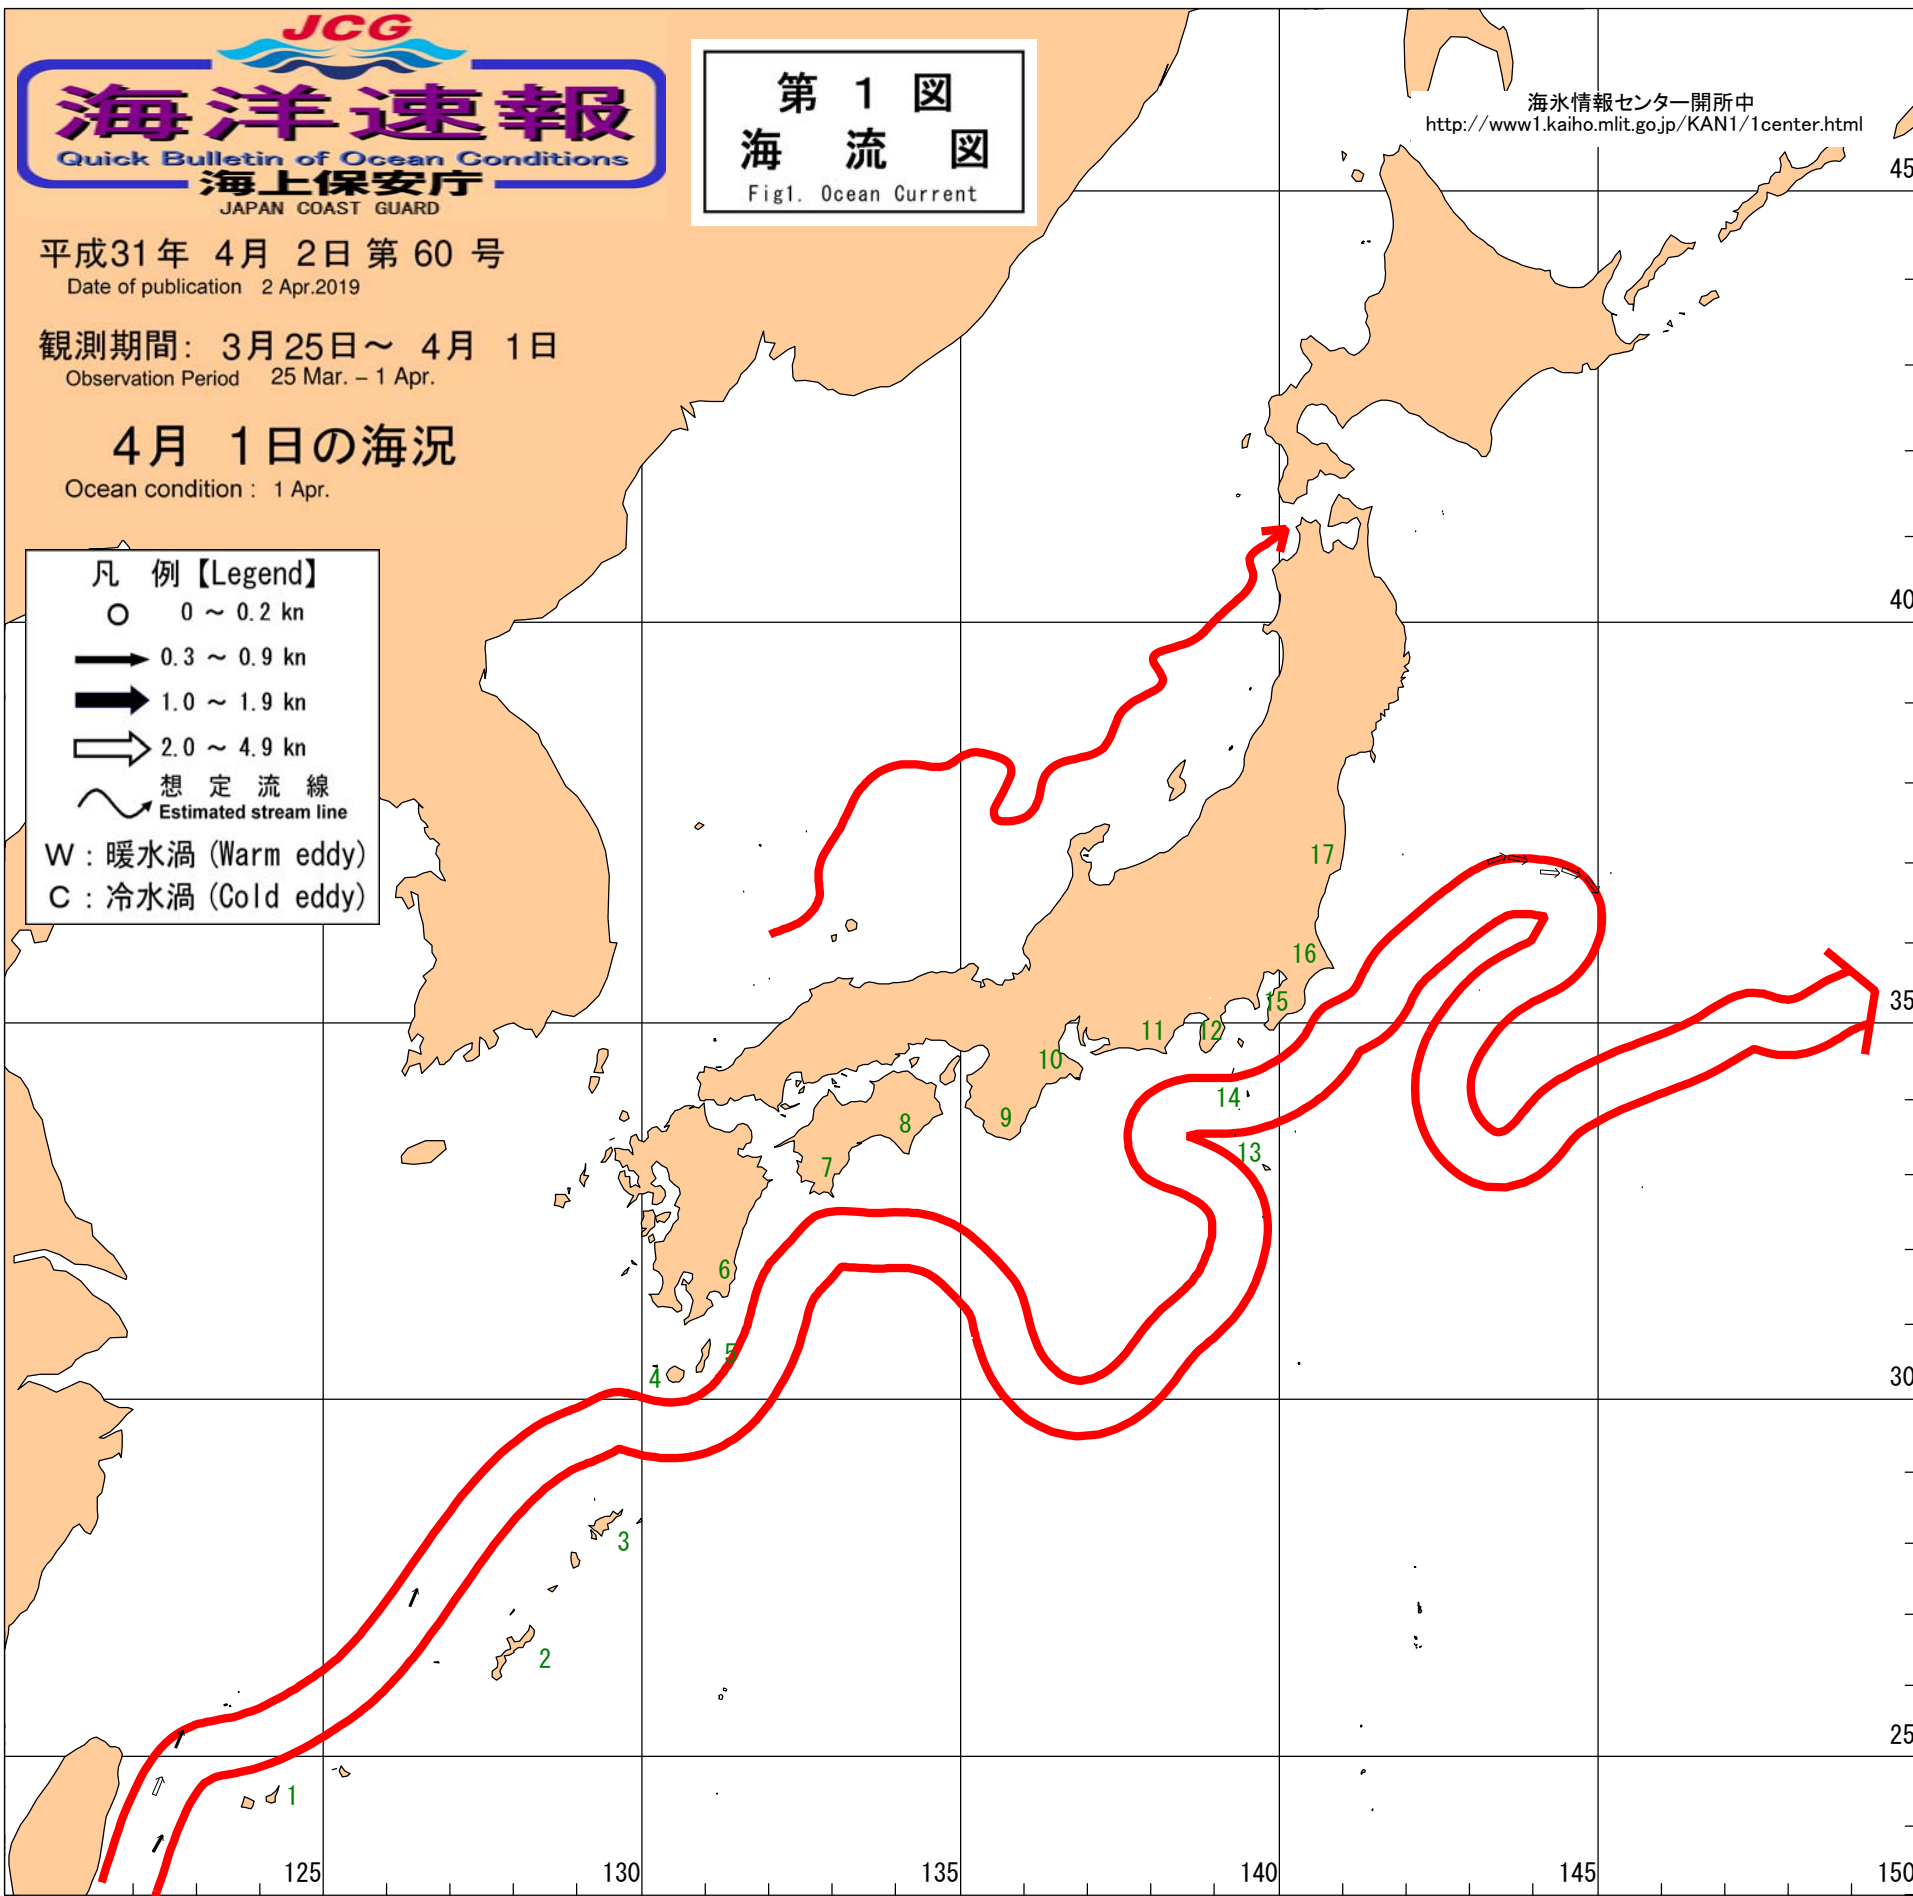 JCG
海洋速報
Quick Bulletin of Ocean Conditions
海上保安庁
JAPAN COAST GUARD
第 1 図
海 流 図
Fig1. Ocean Current
海氷情報センター開所中
http://www1.kaiho.mlit.go.jp/KAN1/1center.html
平成31年 4月 2日 第 60 号
Date of publication 2 Apr.2019
観測期間: 3月25日～ 4月 1日
Observation Period 25 Mar. – 1 Apr.
4月 1日の海況
Ocean condition : 1 Apr.
凡 例【Legend】
0 ～ 0.2 kn
0.3 ～ 0.9 kn
1.0 ～ 1.9 kn
2.0 ～ 4.9 kn
想 定 流 線
Estimated stream line
W : 暖水渦 (Warm eddy)
C : 冷水渦 (Cold eddy)
45
40
35
30
25
17
16
15
11
12
10
14
9
8
13
7
6
5
4
3
2
1
125
130
135
140
145
150